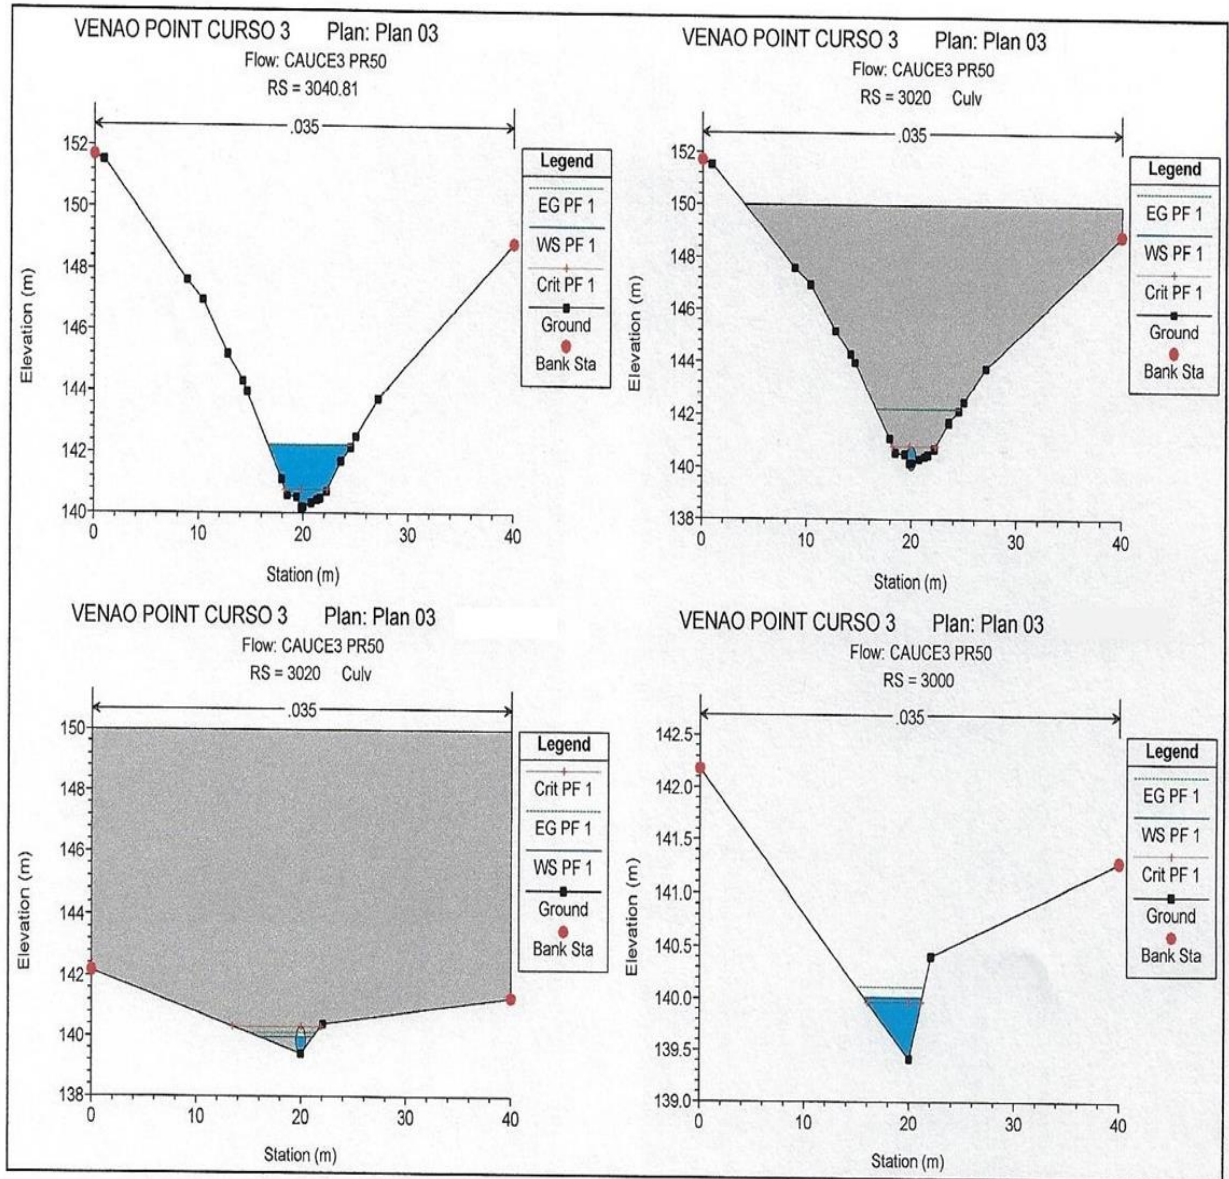 VENAO POINT CURSO 3 Plan: Plan 03
Flow: CAUCE3 PR50
RS = 3040.81
.035
152
150
148
146
144
142
140
Elevation (m)
0 10 20 30 40
Station (m)
Legend
EG PF 1
WS PF 1
Crit PF 1
Ground
Bank Sta
VENAO POINT CURSO 3 Plan: Plan 03
Flow: CAUCE3 PR50
RS = 3020 Culv
.035
152
150
148
146
144
142
140
138
Elevation (m)
0 10 20 30 40
Station (m)
Legend
EG PF 1
WS PF 1
Crit PF 1
Ground
Bank Sta
VENAO POINT CURSO 3 Plan: Plan 03
Flow: CAUCE3 PR50
RS = 3020 Culv
.035
150
148
146
144
142
140
138
Elevation (m)
0 10 20 30 40
Station (m)
Legend
Crit PF 1
EG PF 1
WS PF 1
Ground
Bank Sta
VENAO POINT CURSO 3 Plan: Plan 03
Flow: CAUCE3 PR50
RS = 3000
.035
142.5
142.0
141.5
141.0
140.5
140.0
139.5
139.0
Elevation (m)
0 10 20 30 40
Station (m)
Legend
EG PF 1
WS PF 1
Crit PF 1
Ground
Bank Sta